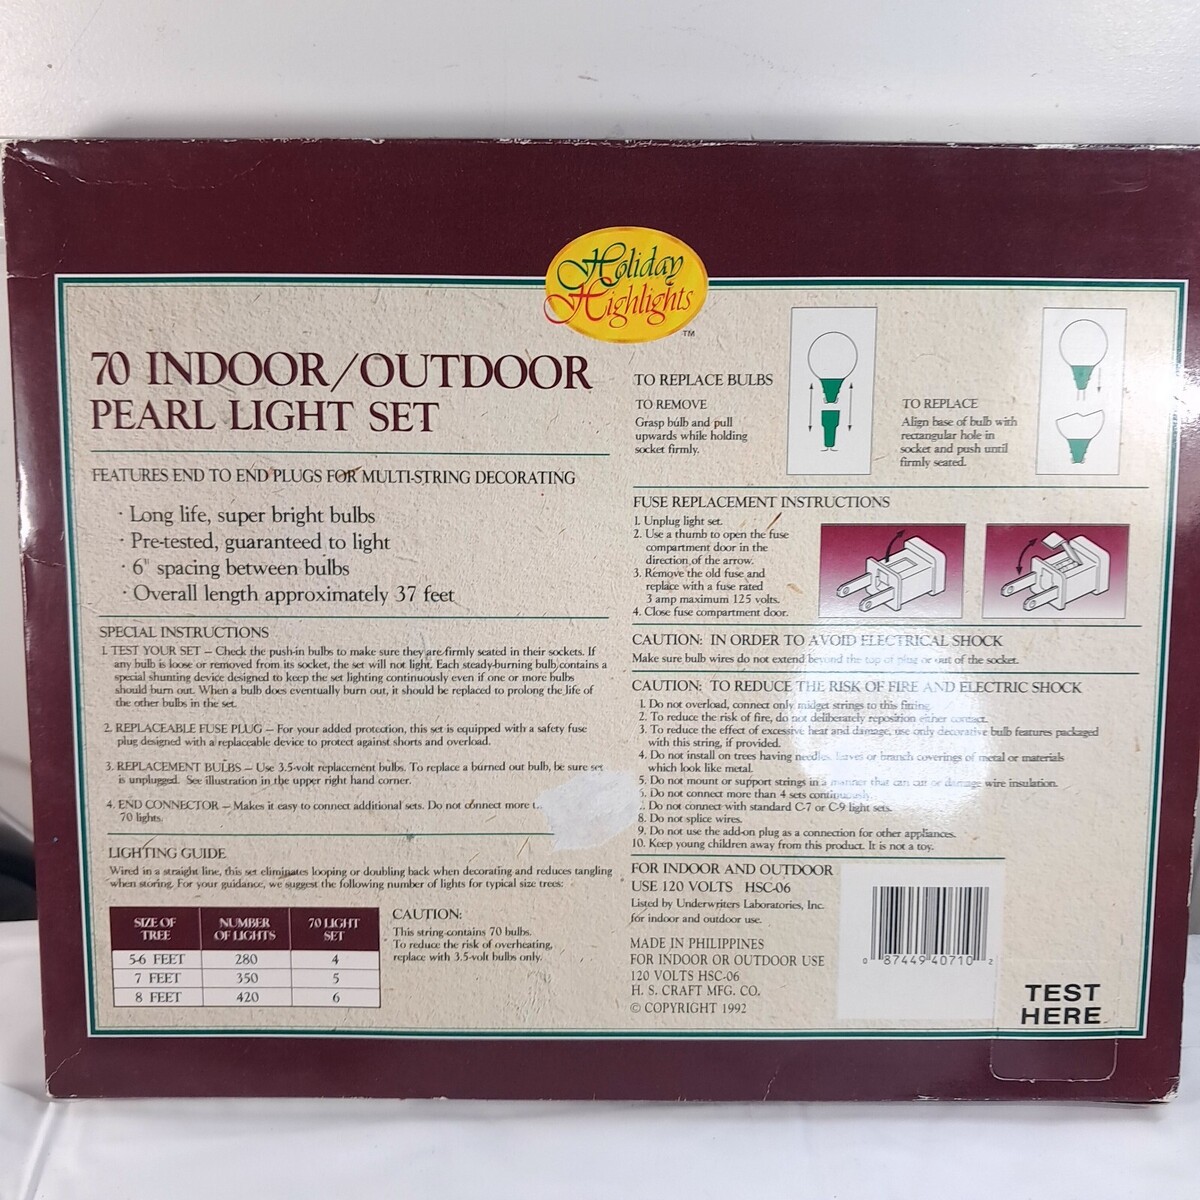 Holiday
Highlights
TM
70 INDOOR/OUTDOOR
PEARL LIGHT SET
FEATURES END TO END PLUGS FOR MULTI-STRING DECORATING
· Long life, super bright bulbs
· Pre-tested, guaranteed to light
· 6" spacing between bulbs
· Overall length approximately 37 feet
SPECIAL INSTRUCTIONS
1. TEST YOUR SET – Check the push-in bulbs to make sure they are firmly seated in their sockets. If
any bulb is loose or removed from its socket, the set will not light. Each steady-burning bulb contains a
special shunting device designed to keep the set lighting continuously even if one or more bulbs
should burn out. When a bulb does eventually burn out, it should be replaced to prolong the life of
the other bulbs in the set.
2. REPLACEABLE FUSE PLUG – For your added protection, this set is equipped with a safety fuse
plug designed with a replaceable device to protect against shorts and overload.
3. REPLACEMENT BULBS – Use 3.5-volt replacement bulbs. To replace a burned out bulb, be sure set
is unplugged. See illustration in the upper right hand corner.
4. END CONNECTOR – Makes it easy to connect additional sets. Do not connect more
70 lights.
LIGHTING GUIDE
Wired in a straight line, this set eliminates looping or doubling back when decorating and reduces tangling
when storing. For your guidance, we suggest the following number of lights for typical size trees:
SIZE OF TREE NUMBER OF LIGHTS 70 LIGHT SET
5-6 FEET 280 4
7 FEET 350 5
8 FEET 420 6
CAUTION:
This string contains 70 bulbs.
To reduce the risk of overheating,
replace with 3.5-volt bulbs only.
TO REPLACE BULBS
TO REMOVE
Grasp bulb and pull
upwards while holding
socket firmly.
TO REPLACE
Align base of bulb with
rectangular hole in
socket and push until
firmly seated.
FUSE REPLACEMENT INSTRUCTIONS
1. Unplug light set.
2. Use a thumb to open the fuse
compartment door in the
direction of the arrow.
3. Remove the old fuse and
replace with a fuse rated
3 amp maximum 125 volts.
4. Close fuse compartment door.
CAUTION: IN ORDER TO AVOID ELECTRICAL SHOCK
Make sure bulb wires do not extend beyond the top of plug or out of the socket.
CAUTION: TO REDUCE THE RISK OF FIRE AND ELECTRIC SHOCK
1. Do not overload, connect only midget strings to this fitting.
2. To reduce the risk of fire, do not deliberately reposition either contact.
3. To reduce the effect of excessive heat and damage, use only decorative bulb features packaged
with this string, if provided.
4. Do not install on trees having needles, leaves or branch coverings of metal or materials
which look like metal.
5. Do not mount or support strings in a manner that can cut or damage wire insulation.
6. Do not connect more than 4 sets continuously.
7. Do not connect with standard C-7 or C-9 light sets.
8. Do not splice wires.
9. Do not use the add-on plug as a connection for other appliances.
10. Keep young children away from this product. It is not a toy.
FOR INDOOR AND OUTDOOR
USE 120 VOLTS HSC-06
Listed by Underwriters Laboratories, Inc.
for indoor and outdoor use.
MADE IN PHILIPPINES
FOR INDOOR OR OUTDOOR USE
120 VOLTS HSC-06
H. S. CRAFT MFG. CO.
© COPYRIGHT 1992
0 87449 40710 2
TEST
HERE